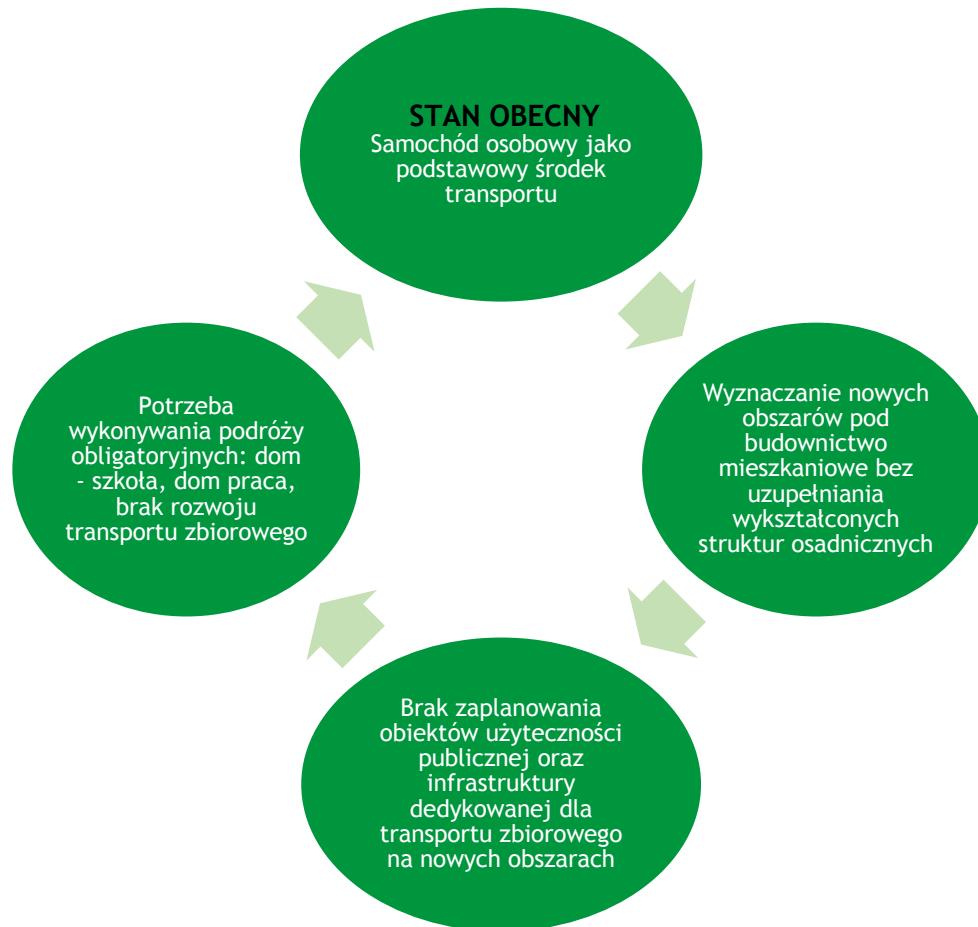 STAN OBECNY
Samochód osobowy jako
podstawowy środek
transportu
Wyznaczanie nowych
obszarów pod
budownictwo
mieszkaniowe bez
uzupełniania
wykształconych
struktur osadnicznych
Brak zaplanowania
obiektów użyteczności
publicznej oraz
infrastruktury
dedykowanej dla
transportu zbiorowego
na nowych obszarach
Potrzeba
wykonywania podróży
obligatoryjnych: dom
- szkoła, dom praca,
brak rozwoju
transportu zbiorowego